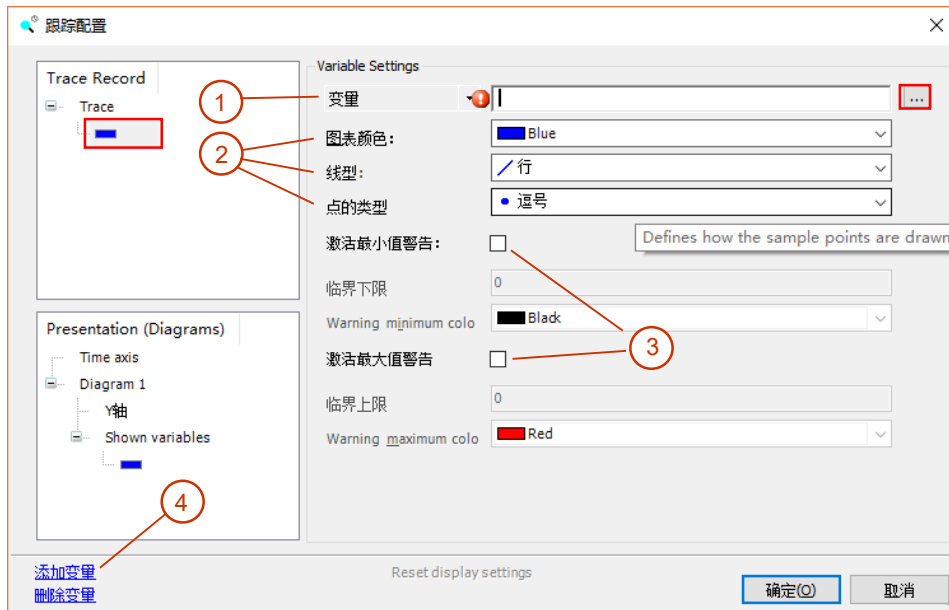 跟踪配置
Trace Record
Trace
Variable Settings
变量
...
图表颜色:
Blue
线型:
行
点的类型
逗号
Defines how the sample points are drawn
激活最小值警告:
临界下限
0
Warning minimum colo
Black
激活最大值警告
临界上限
0
Warning maximum colo
Red
1
2
3
Presentation (Diagrams)
Time axis
Diagram 1
Y轴
Shown variables
4
添加变量
删除变量
Reset display settings
确定(O)
取消